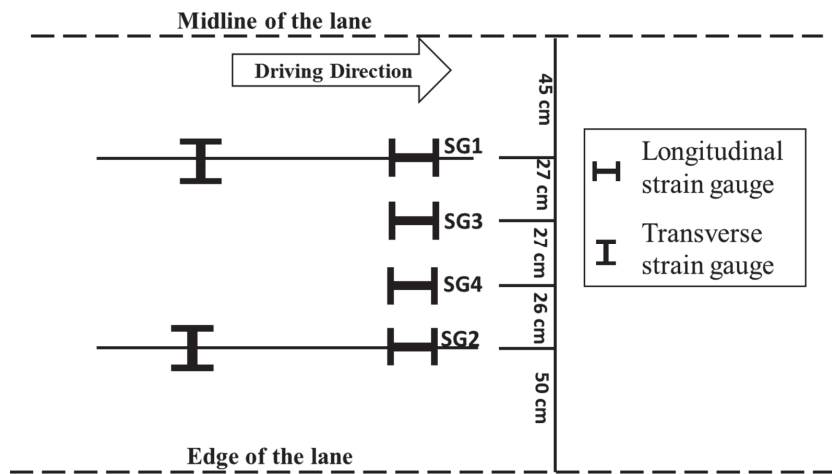 Midline of the lane
Driving Direction
45 cm
SG1
27 cm
SG3
27 cm
SG4
26 cm
SG2
50 cm
Edge of the lane
Longitudinal
strain gauge
Transverse
strain gauge